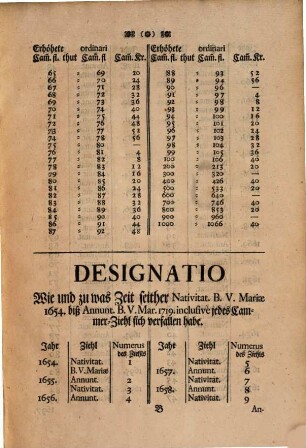 (o)
Erhöhete ordinari Erhöhete ordinari
Cam̃. fl. thut Cam̃. fl Cam̃. Kr. Cam̃. fl. thut Cam̃. fl. Cam̃. Kr.
65 = 69 20 88 = 93 52
66 = 70 24 89 = 94 56
67 = 71 28 90 = 96 —
68 = 72 32 91 = 97 4
69 = 73 36 92 = 98 8
70 = 74 40 93 = 99 12
71 = 75 44 94 = 100 16
72 = 76 48 95 = 101 20
73 = 77 52 96 = 102 24
74 = 78 56 97 = 103 28
75 = 80 — 98 = 104 32
76 = 81 4 99 = 105 36
77 = 82 8 100 = 106 40
78 = 83 12 200 = 213 20
79 = 84 16 300 = 320 —
80 = 85 20 400 = 426 40
81 = 86 24 500 = 533 20
82 = 87 28 600 = 640 —
83 = 88 32 700 = 746 40
84 = 89 36 800 = 853 20
85 = 90 40 900 = 960 —
86 = 91 44 1000 = 1066 40
87 = 92 48
DESIGNATIO
Wie und zu was Zeit seither Nativitat. B. V. Mariæ
1654. biß Annunt. B. V. Mar. 1719. inclusivè jedes Cam-
mer-Ziehl sich verfallen habe.
Jahr Ziehl Numerus Jahr Ziehl Numerus
des Ziehls des Ziehls
1654. Nativitat. 1 Nativitat. 5
B. V. Mariæ 1657. Annunt. 6
1655. Annunt. 2 Nativitat. 7
Nativitat. 3 1658. Annunt. 8
1656. Annunt. 4 Nativitat. 9
B An-